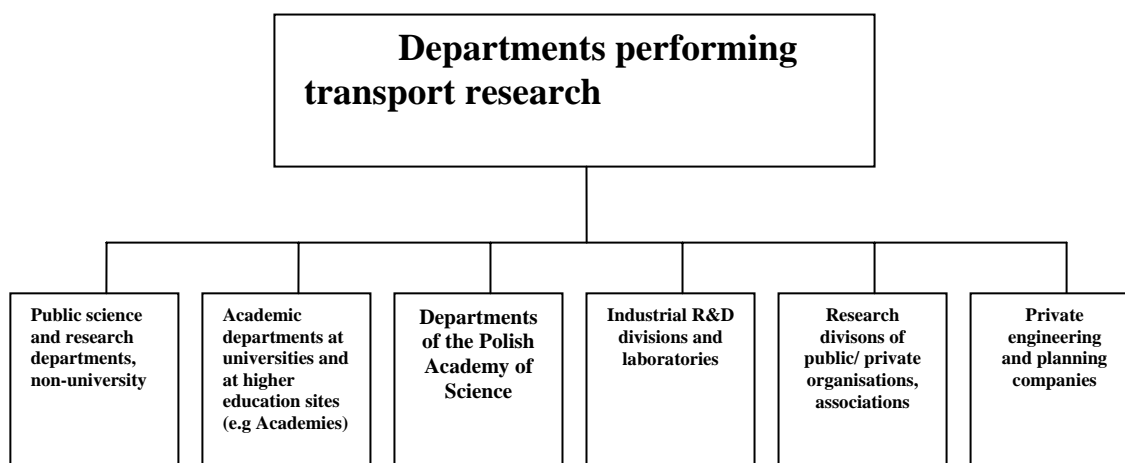 Departments performing
transport research
Public science
and research
departments,
non-university
Academic
departments at
universities and
at higher
education sites
(e.g Academies)
Departments
of the Polish
Academy of
Science
Industrial R&D
divisions and
laboratories
Research
divisons of
public/ private
organisations,
associations
Private
engineering
and planning
companies